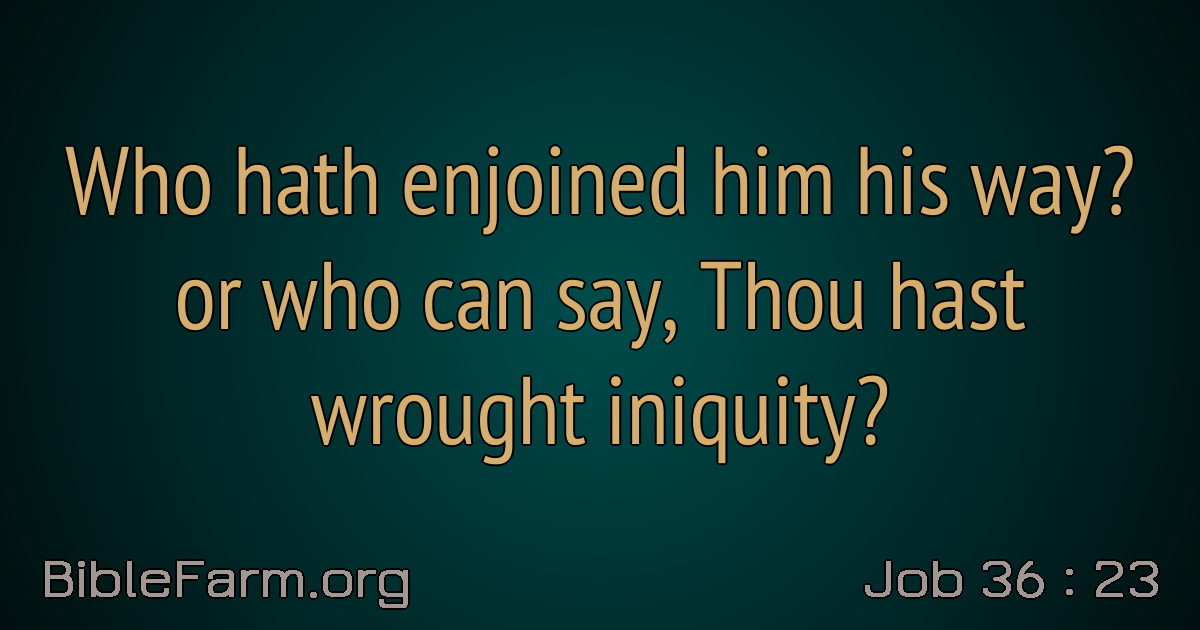 Who hath enjoined him his way?
or who can say, Thou hast
wrought iniquity?
BibleFarm.org
Job 36 : 23